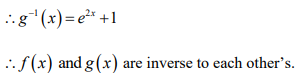 ∴ g⁻¹(x) = e²ˣ + 1
∴ f(x) and g(x) are inverse to each other's.